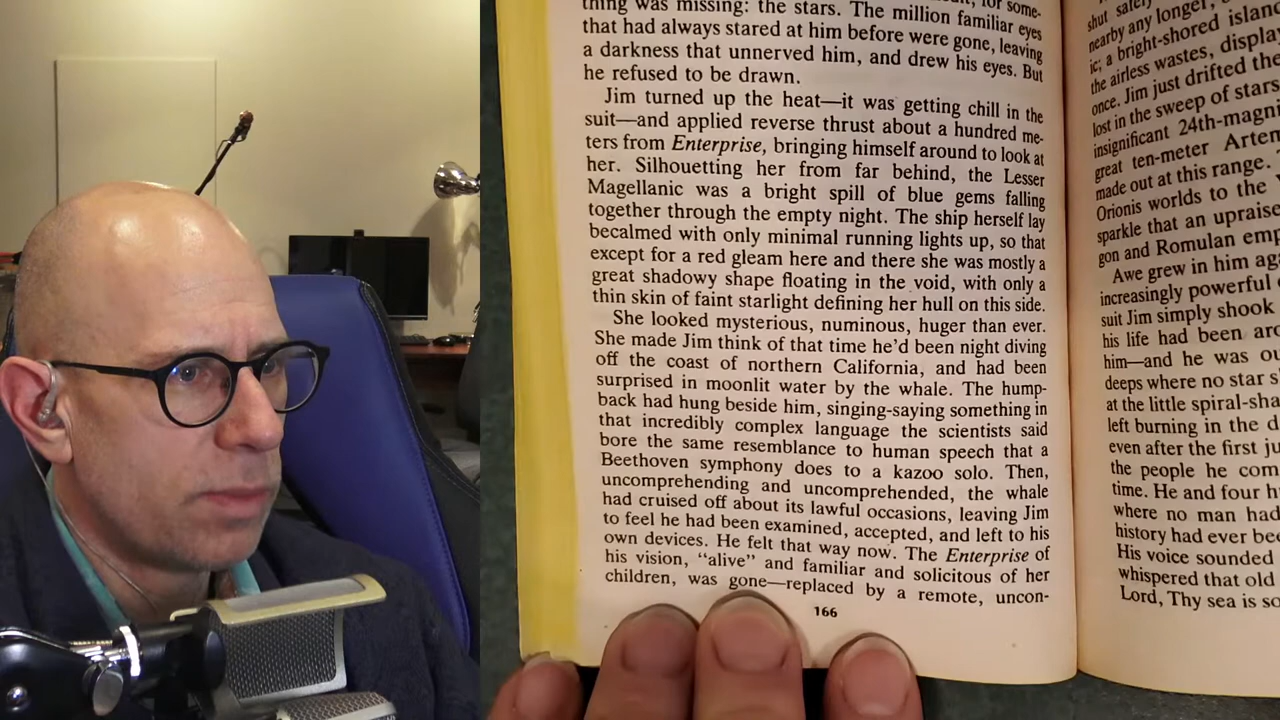 thing was missing: the stars. The million familiar eyes
that had always stared at him before were gone, leaving
a darkness that unnerved him, and drew his eyes. But
he refused to be drawn.
Jim turned up the heat—it was getting chill in the
suit—and applied reverse thrust about a hundred me-
ters from Enterprise, bringing himself around to look at
her. Silhouetting her from far behind, the Lesser
Magellanic was a bright spill of blue gems falling
together through the empty night. The ship herself lay
becalmed with only minimal running lights up, so that
except for a red gleam here and there she was mostly a
great shadowy shape floating in the void, with only a
thin skin of faint starlight defining her hull on this side.
She looked mysterious, numinous, huger than ever.
She made Jim think of that time he'd been night diving
off the coast of northern California, and had been
surprised in moonlit water by the whale. The hump-
back had hung beside him, singing-saying something in
that incredibly complex language the scientists said
bore the same resemblance to human speech that a
Beethoven symphony does to a kazoo solo. Then,
uncomprehending and uncomprehended, the whale
had cruised off about its lawful occasions, leaving Jim
to feel he had been examined, accepted, and left to his
own devices. He felt that way now. The Enterprise of
his vision, "alive" and familiar and solicitous of her
children, was gone—replaced by a remote, uncon-
166
shut safely
nearby any longer,
ic; a bright-shored island
the airless wastes, display
once. Jim just drifted the
lost in the sweep of stars
insignificant 24th-magni
great ten-meter Artem
made out at this range.
Orionis worlds to the
sparkle that an upraise
gon and Romulan emp
Awe grew in him aga
increasingly powerful
suit Jim simply shook
his life had been aro
him—and he was ou
deeps where no star s
at the little spiral-sha
left burning in the d
even after the first ju
the people he com
time. He and four h
where no man had
history had ever bee
His voice sounded
whispered that old
Lord, Thy sea is so